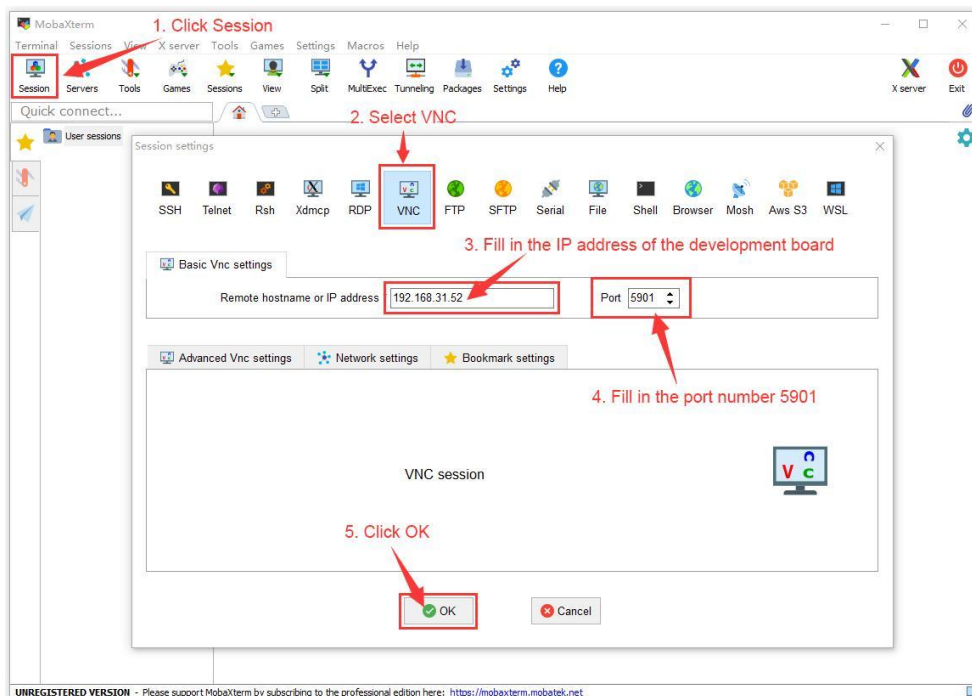 MobaXterm
1. Click Session
Terminal Sessions View X server Tools Games Settings Macros Help
Session Servers Tools Games Sessions View Split MultiExec Tunneling Packages Settings Help X server Exit
Quick connect...
2. Select VNC
User sessions
Session settings
SSH Telnet Rsh Xdmcp RDP VNC FTP SFTP Serial File Shell Browser Mosh Aws S3 WSL
3. Fill in the IP address of the development board
Basic Vnc settings
Remote hostname or IP address * 192.168.31.52 Port 5901
Advanced Vnc settings Network settings Bookmark settings
4. Fill in the port number 5901
VNC session
5. Click OK
OK Cancel
UNREGISTERED VERSION - Please support MobaXterm by subscribing to the professional edition here: https://mobaxterm.mobatek.net